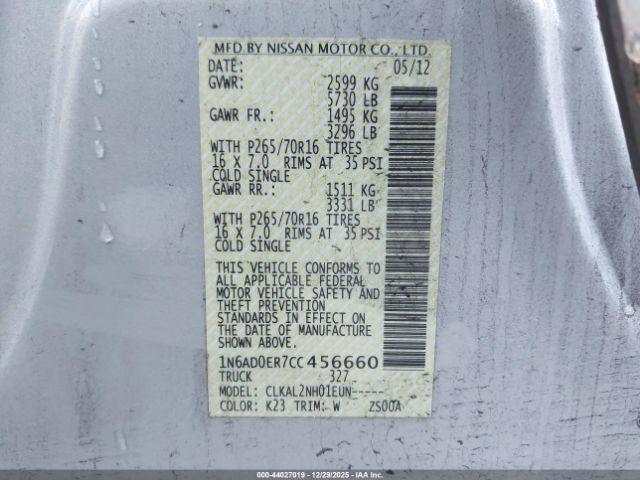 MFD.BY NISSAN MOTOR CO., LTD.
DATE: 05/12
GVWR: 2599 KG
5730 LB
GAWR FR.: 1495 KG
3296 LB
WITH P265/70R16 TIRES
16 X 7.0 RIMS AT 35 PSI
COLD SINGLE
GAWR RR.: 1511 KG
3331 LB
WITH P265/70R16 TIRES
16 X 7.0 RIMS AT 35 PSI
COLD SINGLE
THIS VEHICLE CONFORMS TO
ALL APPLICABLE FEDERAL
MOTOR VEHICLE SAFETY AND
THEFT PREVENTION
STANDARDS IN EFFECT ON
DATE OF MANUFACTURE
SHOWN ABOVE.
1N6AD0ER7CC456660
TRUCK 327
MODEL: CLKAL2NH01EUN-----
COLOR: K23 TRIM: W ZS00A
000-44027019 | 12/29/2025 | IAAI.com